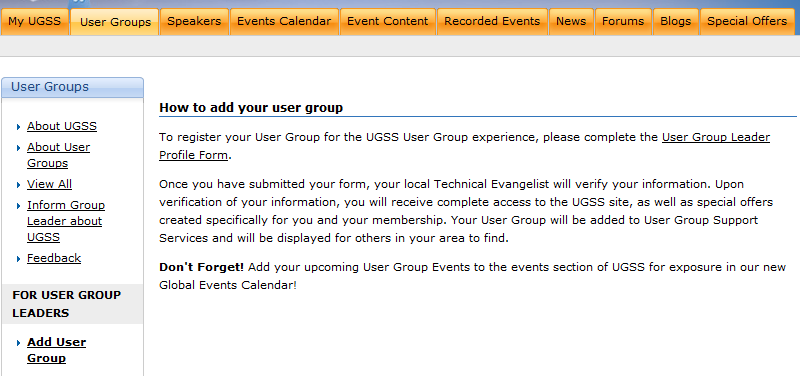 My UGSS User Groups Speakers Events Calendar Event Content Recorded Events News Forums Blogs Special Offers
User Groups
About UGSS
About User
Groups
View All
Inform Group
Leader about
UGSS
Feedback
FOR USER GROUP
LEADERS
Add User
Group
How to add your user group
To register your User Group for the UGSS User Group experience, please complete the User Group Leader
Profile Form.
Once you have submitted your form, your local Technical Evangelist will verify your information. Upon
verification of your information, you will receive complete access to the UGSS site, as well as special offers
created specifically for you and your membership. Your User Group will be added to User Group Support
Services and will be displayed for others in your area to find.
Don't Forget! Add your upcoming User Group Events to the events section of UGSS for exposure in our new
Global Events Calendar!